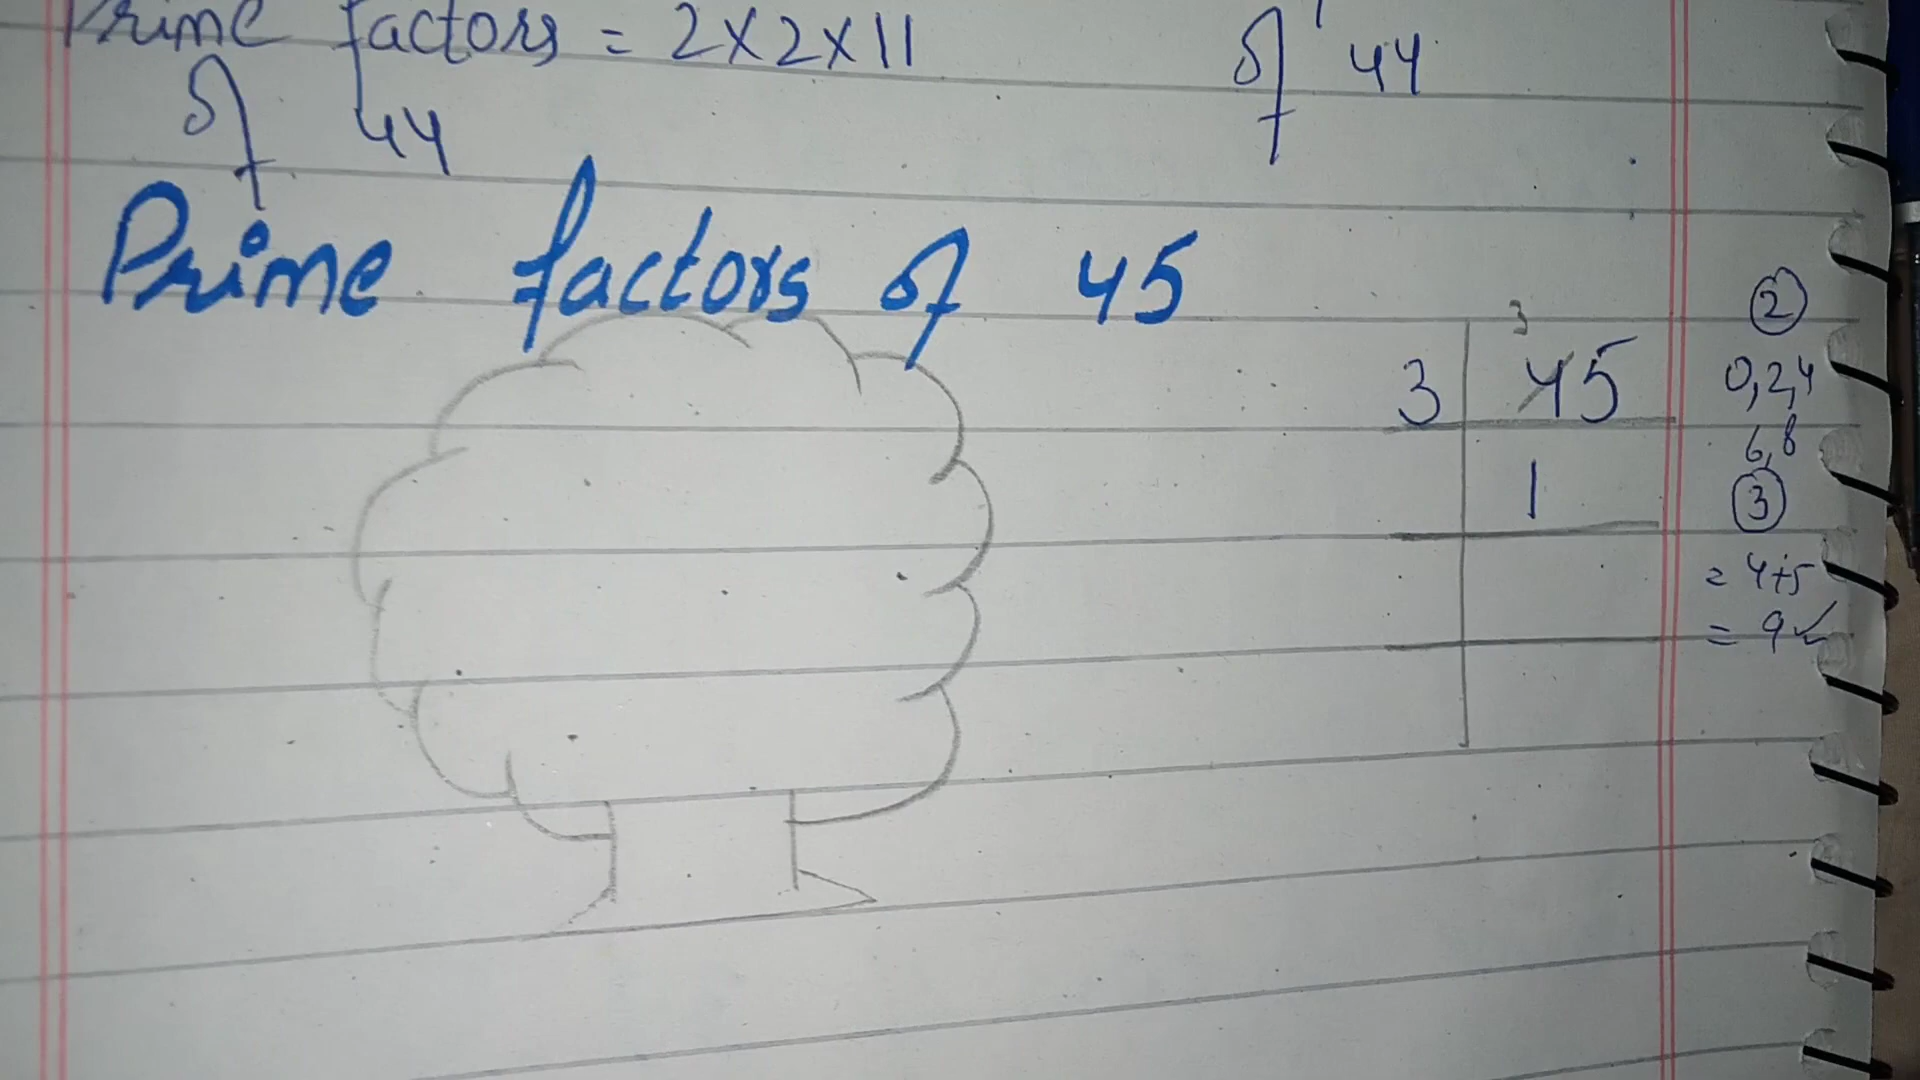 Prime factors = 2×2×11
of 44
of 44
Prime factors of 45
3
3 45
1
2
0,2,4
6,8
3
= 4+5
= 9✓